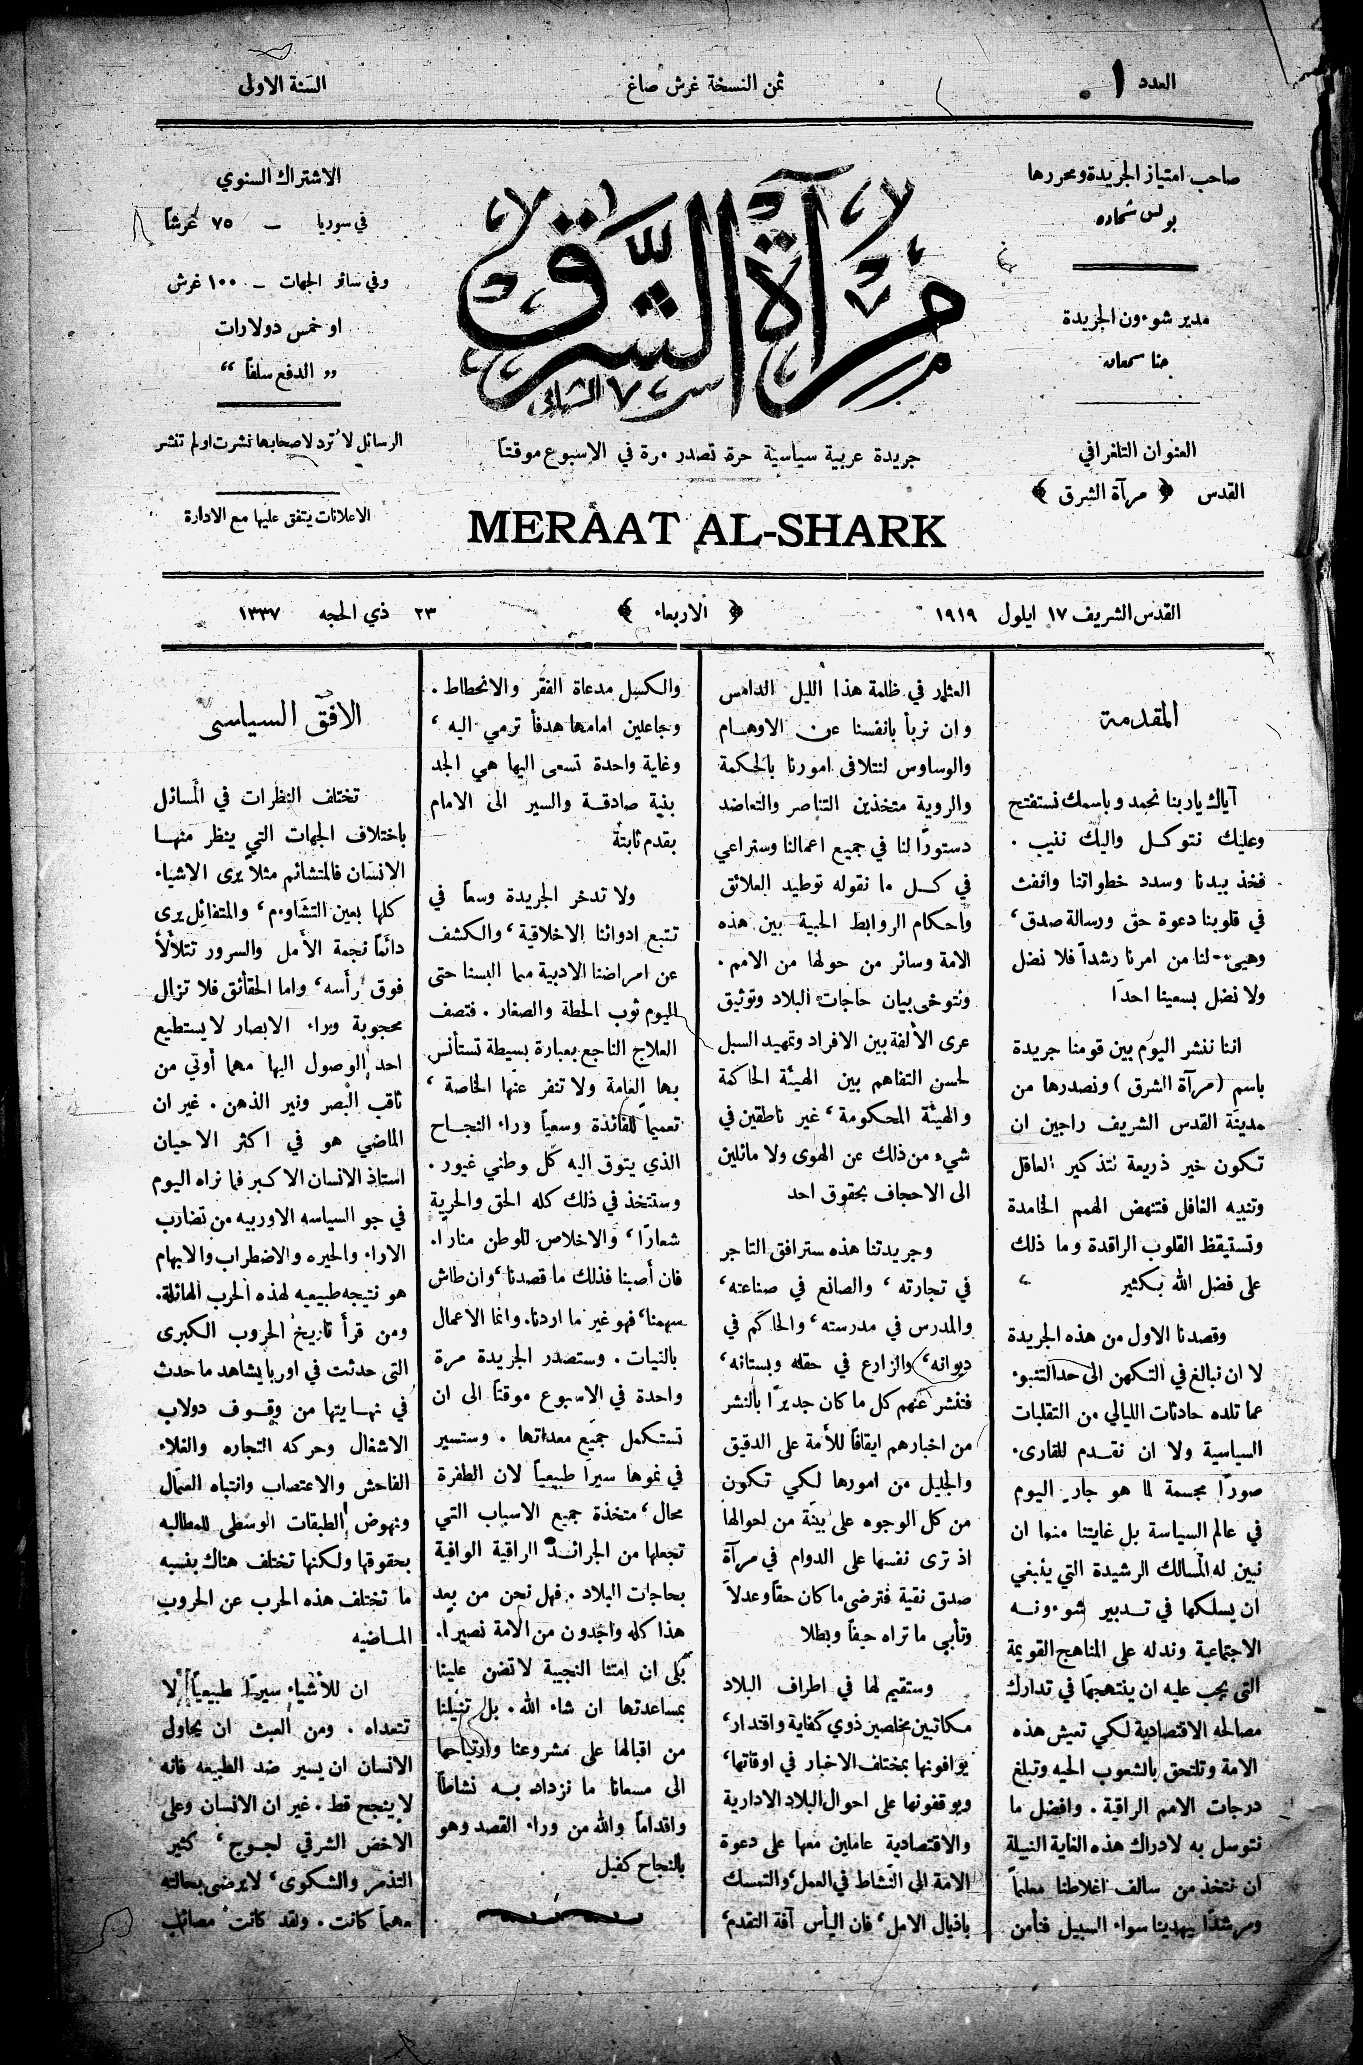 العدد ١
ثمن النسخة غرش صاغ
السنة الاولى
صاحب امتياز الجريدة ومحررها
بولس شحاده
مدير شوءون الجريدة
حنا سمعان
العنوان التلغرافي
القدس ﴿ مرآة الشرق ﴾
مرآة الشرق
جريدة عربية سياسية حرة تصدر مرة في الاسبوع موقتاً
MERAAT AL-SHARK
الاشتراك السنوي
في سوريا – ٧٥ غرشاً
وفي سائر الجهات – ١٠٠ غرش
او خمس دولارات
„ الدفع سلفاً “
الرسائل لا ترد لاصحابها نشرت او لم تنشر
الاعلانات يتفق عليها مع الادارة
القدس الشريف ١٧ ايلول ١٩١٩
﴿ الاربعاء ﴾
٢٣ ذي الحجه ١٣٣٧
المقدمة
آياك ياربنا نحمد وباسمك نستفتح
وعليك نتوكل واليك ننيب .
فخذ بيدنا وسدد خطواتنا وانفث
في قلوبنا دعوة حق ورسالة صدق ،
وهيئ لنا من امرنا رشداً فلا نضل
ولا نضل بسعينا احداً
اننا ننشر اليوم بين قومنا جريدة
باسم (مرآة الشرق) ونصدرها من
مدينة القدس الشريف راجين ان
تكون خير ذريعة لتذكير العاقل
وتنبيه الغافل فتنهض الهمم الخامدة
وتستيقظ القلوب الراقدة وما ذلك
على فضل الله بكثير ،
وقصدنا الاول من هذه الجريدة
لا ان نبالغ في التكهن الى حد التنبوء
عما تلده حادثات الليالي من التقلبات
السياسية ولا ان نقدم للقارىء
صوراً مجسمة لما هو جار اليوم
في عالم السياسة بل غايتنا منها ان
نبين له المسالك الرشيدة التي ينبغي
ان يسلكها في تدبير شوءونه
الاجتماعية وندله على المناهج القويمة
التي يجب عليه ان ينتهجها في تدارك
مصالحه الاقتصادية لكي تعيش هذه
الامة وتلتحق بالشعوب الحيه وتبلغ
درجات الامم الراقية . وافضل ما
نتوسل به لادراك هذه الغاية النبيلة
ان نتخذ من سالف اغلاطنا معلماً
ومرشداً يهدينا سواء السبيل فنأمن
العثار في ظلمة هذا الليل الدامس
وان نربأ بانفسنا عن الاوهام
والوساوس لنتلافى امورنا بالحكمة
والروية متخذين التناصر والتعاضد
دستوراً لنا في جميع اعمالنا وسنراعي
في كل ما نقوله توطيد العلائق
واحكام الروابط الحبية بين هذه
الامة وسائر من حولها من الامم .
ونتوخى بيان حاجات البلاد وتوثيق
عرى الألفة بين الافراد وتمهيد السبل
لحسن التفاهم بين الهيئة الحاكمة
والهيئة المحكومة ، غير ناطقين في
شيء من ذلك عن الهوى ولا مائلين
الى الاجحاف بحقوق احد
وجريدتنا هذه سترافق التاجر
في تجارته ، والصانع في صناعته ،
والمدرس في مدرسته ، والحاكم في
ديوانه ، والزارع في حقله وبستانه ،
فننشر عنهم كل ما كان جديراً بالنشر
من اخبارهم ايقافاً للأمة على الدقيق
والجليل من امورها لكي تكون
من كل الوجوه على بينة من احوالها
اذ ترى نفسها على الدوام في مرآة
صدق نقية فترضى ما كان حقاً وعدلاً
وتأبى ما تراه حيفاً وبطلا
وستقيم لها في اطراف البلاد
مكاتبين مخلصين ذوي كفاية واقتدار ،
يوافونها بمختلف الاخبار في اوقاتها ،
ويوقفونها على احوال البلاد الادارية
والاقتصادية عاملين معها على دعوة
الامة الى النشاط في العمل ، والتمسك
باذيال الامل ، فان اليأس آفة التقدم ،
والكسل مدعاة الفقر والانحطاط .
وجاعلين امامها هدفاً ترمي اليه ،
وغاية واحدة تسعى اليها هي الجد
بنية صادقة والسير الى الامام
بقدم ثابتة
ولا تدخر الجريدة وسعاً في
تتبع ادوائنا الاخلاقية ، والكشف
عن امراضنا الادبية مما البسنا حتى
اليوم ثوب الحطة والصغار . فتصف
العلاج الناجع بعبارة بسيطة تستأنس
بها العامة ولا تنفر عنها الخاصة ،
تعميماً للفائدة وسعياً وراء النجاح
الذي يتوق اليه كل وطني غيور .
وستتخذ في ذلك كله الحق والحرية
شعاراً ، والاخلاص للوطن مناراً .
فان أصبنا فذلك ما قصدنا ، وان طاش
سهمنا ، فهو غير ما اردنا . وانما الاعمال
بالنيات . وستصدر الجريدة مرة
واحدة في الاسبوع موقتاً الى ان
تستكمل جميع معداتها . وستسير
في نموها سيراً طبيعياً لان الطفرة
محال ، متخذة جميع الاسباب التي
تجعلها من الجرائد الراقية الوافية
بحاجات البلاد . فهل نحن من بعد
هذا كله واجدون من الامة نصيراً .
بلى ان امتنا النجيبة لا تضن علينا
بمساعدتها ان شاء الله . بل تنيلنا
من اقبالها على مشروعنا وارتياحها
الى مسعانا ما نزداد به نشاطاً
واقداماً والله من وراء القصد وهو
بالنجاح كفيل
الافق السياسي
تختلف النظرات في المسائل
باختلاف الجهات التي ينظر منها
الانسان فالمتشائم مثلاً يرى الاشياء
كلها بعين التشاوءم ، والمتفائل يرى
دائماً نجمة الأمل والسرور تتلألأ
فوق رأسه ، واما الحقائق فلا تزال
محجوبة وراء الابصار لا يستطيع
احد الوصول اليها مهما أوتي من
ثاقب البصر ونير الذهن . غير ان
الماضي هو في اكثر الاحيان
استاذ الانسان الاكبر فما نراه اليوم
في جو السياسه الاوربيه من تضارب
الاراء والحيره والاضطراب والابهام
هو نتيجه طبيعيه لهذه الحرب الهائلة .
ومن قرأ تاريخ الحروب الكبرى
التى حدثت في اوربا يشاهد ما حدث
في نهايتها من وقوف دولاب
الاشغال وحركه التجاره والغلاء
الفاحش والاعتصاب وانتباه العمال
ونهوض الطبقات الوسطى للمطالبه
بحقوقها ولكنها تختلف هناك بنسبه
ما تختلف هذه الحرب عن الحروب
الماضيه
ان للأشياء سيراً طبيعياً لا
تتعداه . ومن العبث ان يحاول
الانسان ان يسير ضد الطبيعه فانه
لا ينجح قط . غير ان الانسان وعلى
الاخص الشرقي لجوج ، كثير
التذمر والشكوى ، لا يرضى بحالته
مهما كانت . ولقد كانت مصائب